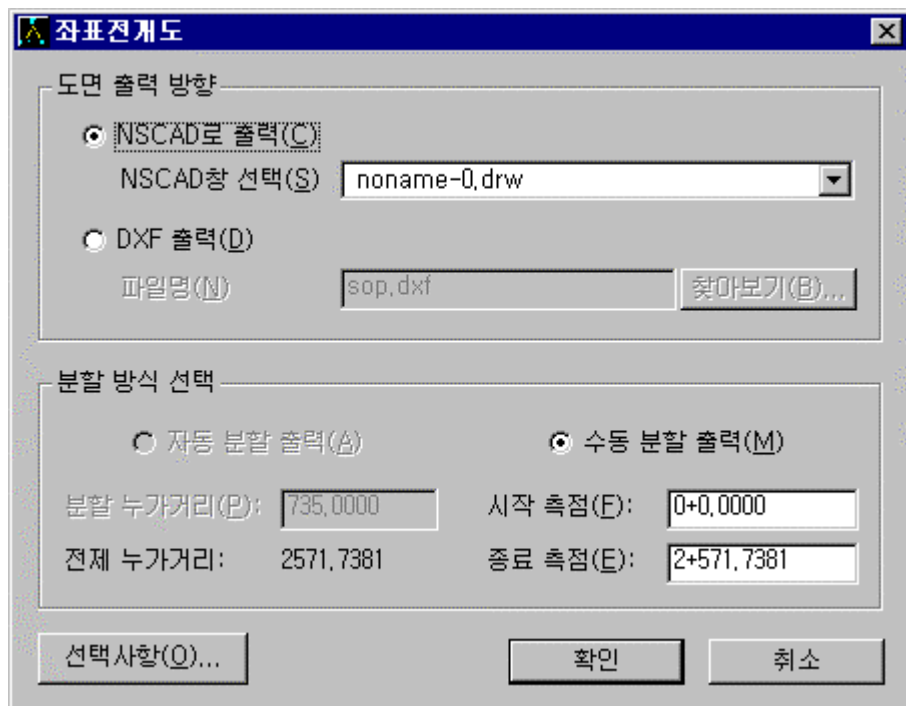 좌표전개도
도면 출력 방향
NSCAD로 출력(C)
NSCAD창 선택(S) noname-0.drw
DXF 출력(D)
파일명(N) sop.dxf 찾아보기(B)...
분할 방식 선택
자동 분할 출력(A) 수동 분할 출력(M)
분할 누가거리(P): 735.0000 시작 측점(F): 0+0.0000
전제 누가거리: 2571.7381 종료 측점(E): 2+571.7381
선택사항(O)... 확인 취소